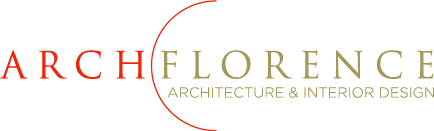 ARCHFLORENCE
ARCHITECTURE & INTERIOR DESIGN